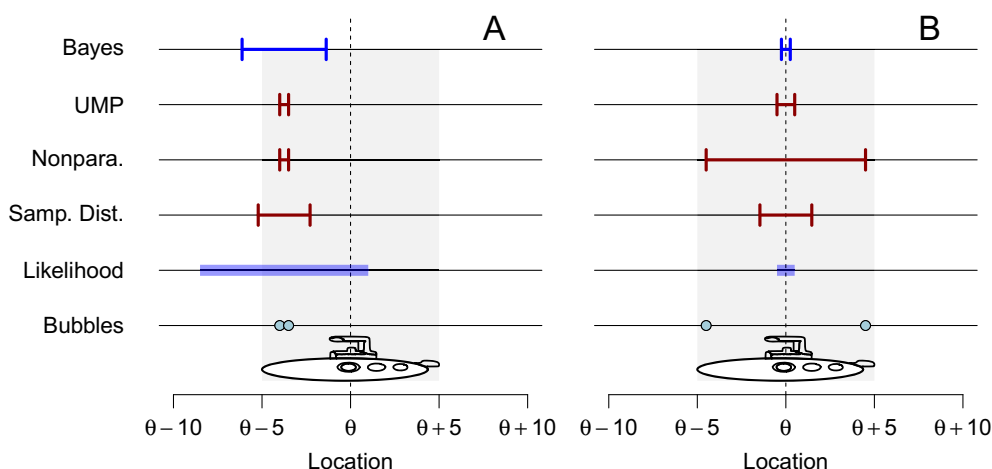 A
B
Bayes
UMP
Nonpara.
Samp. Dist.
Likelihood
Bubbles
θ − 10 θ − 5 θ θ + 5 θ + 10
θ − 10 θ − 5 θ θ + 5 θ + 10
Location
Location